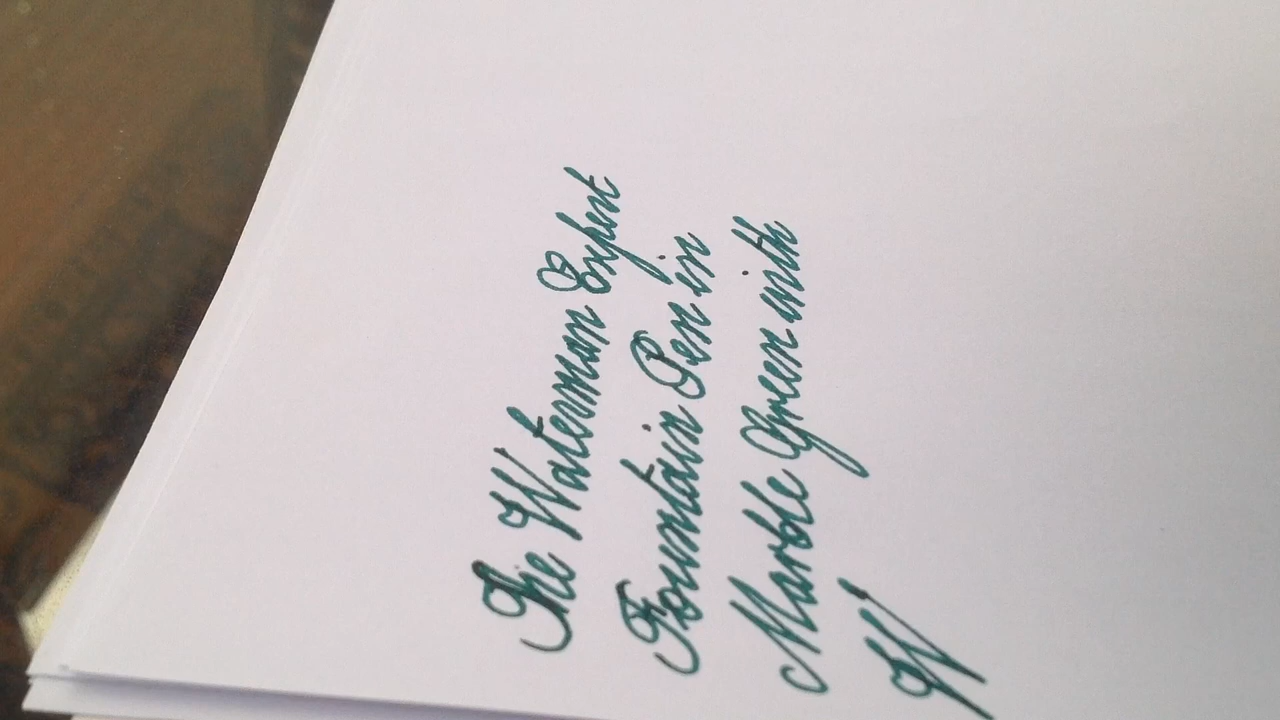 The Waterman Expert
Fountain Pen in
Marble Green with
W